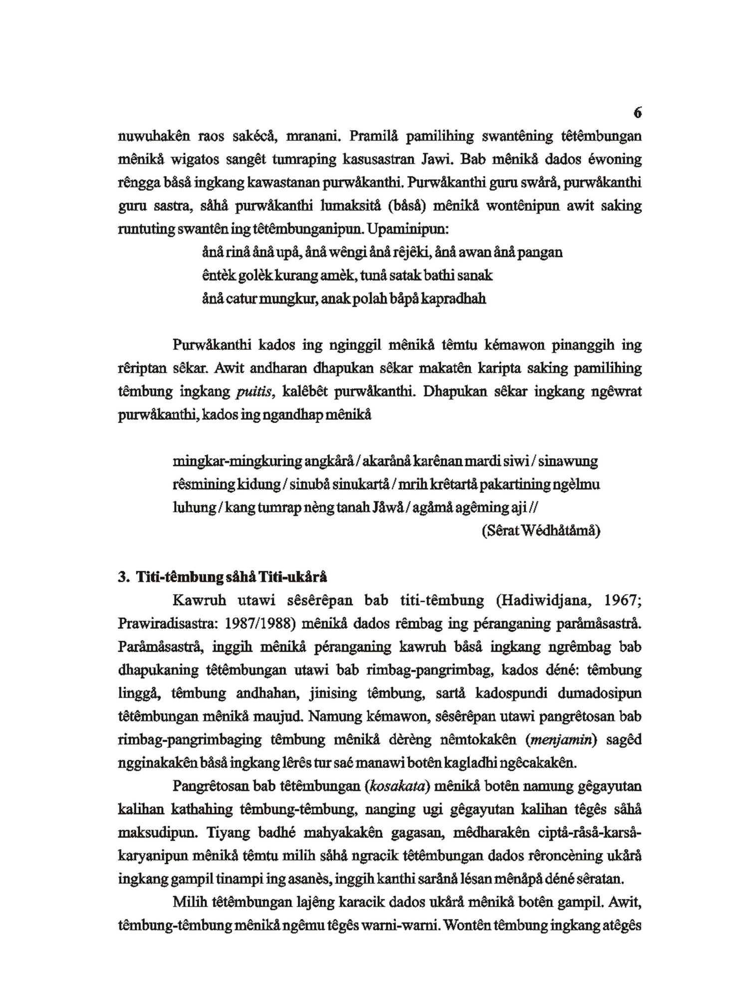 6
nuwuhakên raos sakécå, mranani. Pramilå pamilihing swantêning têtêmbungan
mênikå wigatos sangêt tumraping kasusastran Jawi. Bab mênikå dados éwoning
rêngga båså ingkang kawastanan purwåkanthi. Purwåkanthi guru swårå, purwåkanthi
guru sastra, såhå purwåkanthi lumaksitå (båså) mênikå wontênipun awit saking
runtuting swantên ing têtêmbunganipun. Upaminipun:
ånå rinå ånå upå, ånå wêngi ånå rêjêki, ånå awan ånå pangan
êntèk golèk kurang amèk, tunå satak bathi sanak
ånå catur mungkur, anak polah båpå kapradhah
Purwåkanthi kados ing nginggil mênikå têmtu kémawon pinanggih ing
rêriptan sêkar. Awit andharan dhapukan sêkar makatên karipta saking pamilihing
têmbung ingkang puitis, kalêbêt purwåkanthi. Dhapukan sêkar ingkang ngêwrat
purwåkanthi, kados ing ngandhap mênikå
mingkar-mingkuring angkårå / akarånå karênan mardi siwi / sinawung
rêsmining kidung / sinubå sinukartå / mrih krêtartå pakartining ngèlmu
luhung / kang tumrap nèng tanah Jåwå / agåmå agêming aji //
(Sêrat Wédhåtåmå)
3. Titi-têmbung såhå Titi-ukårå
Kawruh utawi sêsêrêpan bab titi-têmbung (Hadiwidjana, 1967;
Prawiradisastra: 1987/1988) mênikå dados rêmbag ing péranganing paråmåsastrå.
Paråmåsastrå, inggih mênikå péranganing kawruh båså ingkang ngrêmbag bab
dhapukaning têtêmbungan utawi bab rimbag-pangrimbag, kados déné: têmbung
linggå, têmbung andhahan, jinising têmbung, sartå kadospundi dumadosipun
têtêmbungan mênikå maujud. Namung kémawon, sêsêrêpan utawi pangrêtosan bab
rimbag-pangrimbaging têmbung mênikå dèrèng nêmtokakên (menjamin) sagêd
ngginakakên båså ingkang lêrês tur saé manawi botên kagladhi ngêcakakên.
Pangrêtosan bab têtêmbungan (kosakata) mênikå botên namung gêgayutan
kalihan kathahing têmbung-têmbung, nanging ugi gêgayutan kalihan têgês såhå
maksudipun. Tiyang badhé mahyakakên gagasan, mêdharakên ciptå-råså-karså-
karyanipun mênikå têmtu milih såhå ngracik têtêmbungan dados rêroncèning ukårå
ingkang gampil tinampi ing asanès, inggih kanthi sarånå lésan mênåpå déné sêratan.
Milih têtêmbungan lajêng karacik dados ukårå mênikå botên gampil. Awit,
têmbung-têmbung mênikå ngêmu têgês warni-warni. Wontên têmbung ingkang atêgês